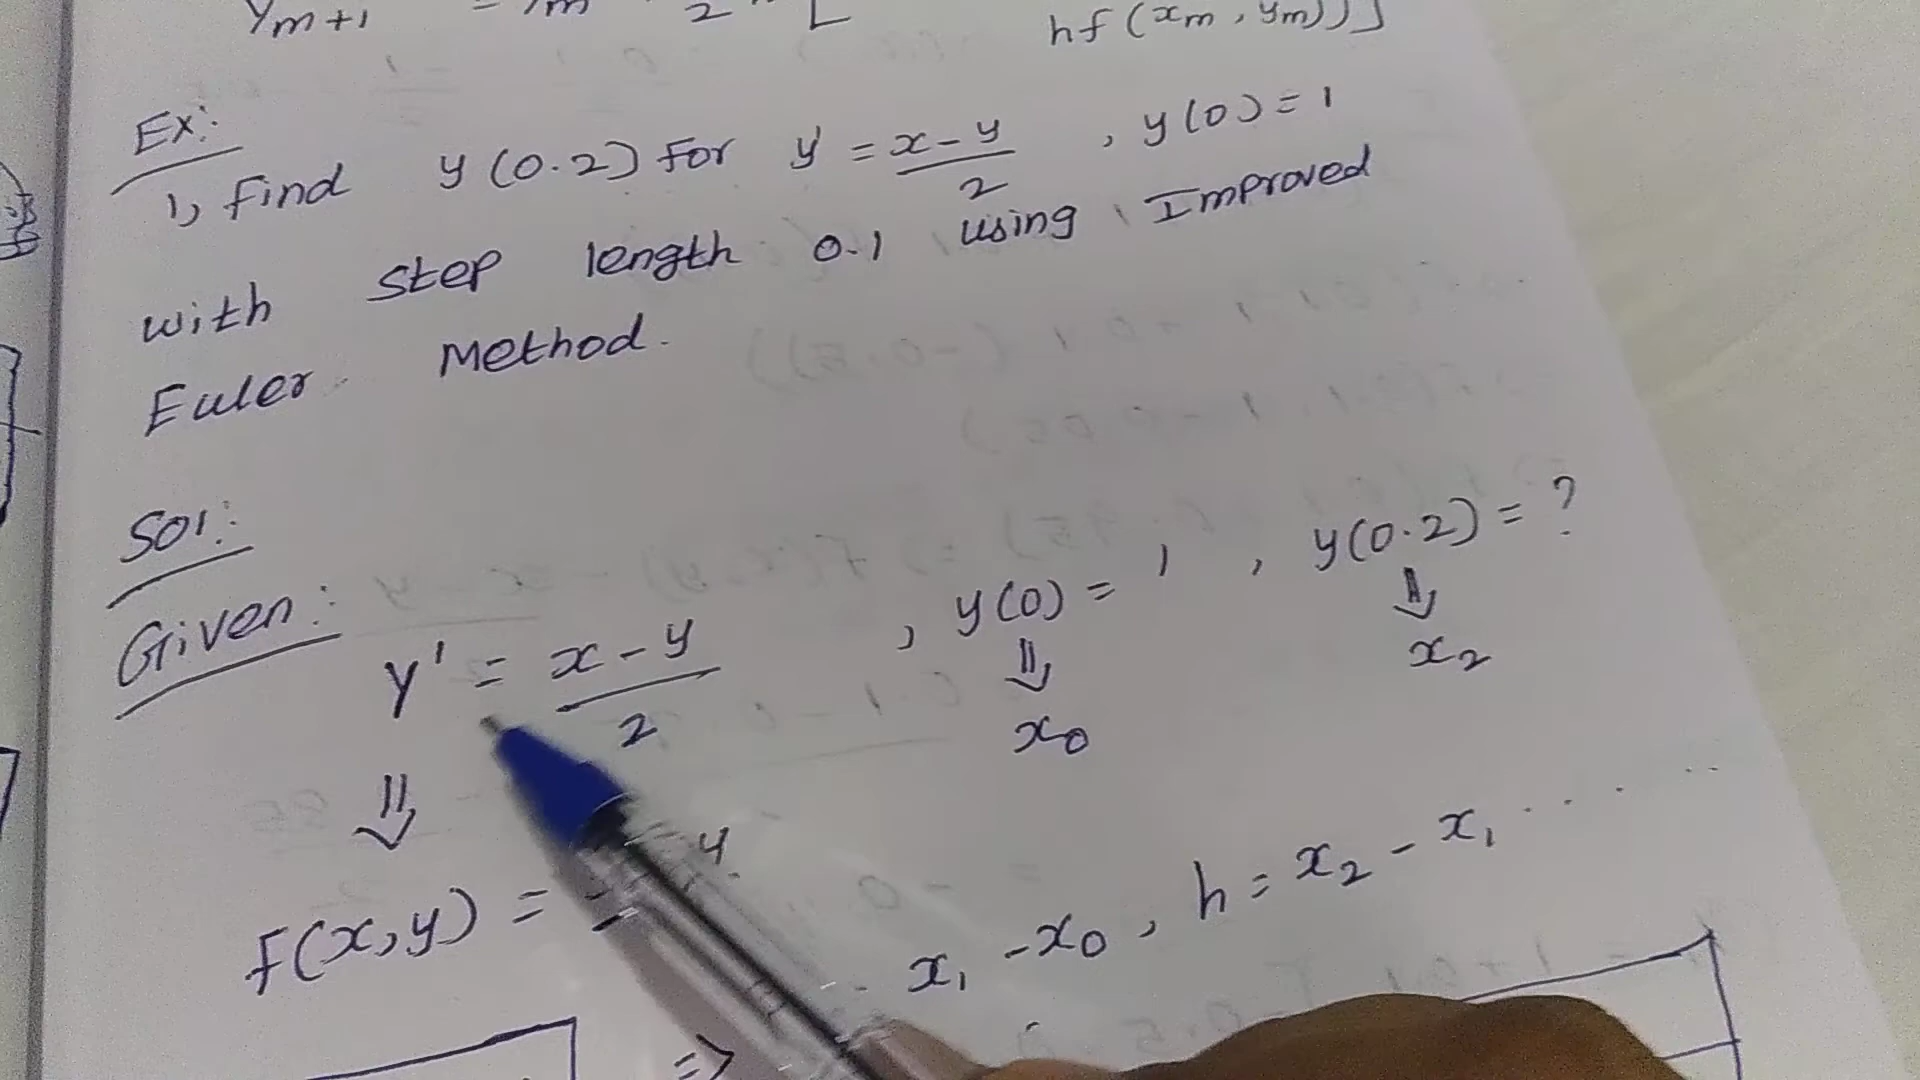 hf(xm, ym))]
Ex:
1, Find y(0.2) For y' = x-y/2, y(0)=1
with step length 0.1 using Improved
Euler Method.
Sol:
Given:
y' = x-y/2, y(0) = 1, y(0.2) = ?
⇓ ⇓ ⇓
x0 x2
f(x,y) = y
x1 - x0, h = x2 - x1 .....
⇒